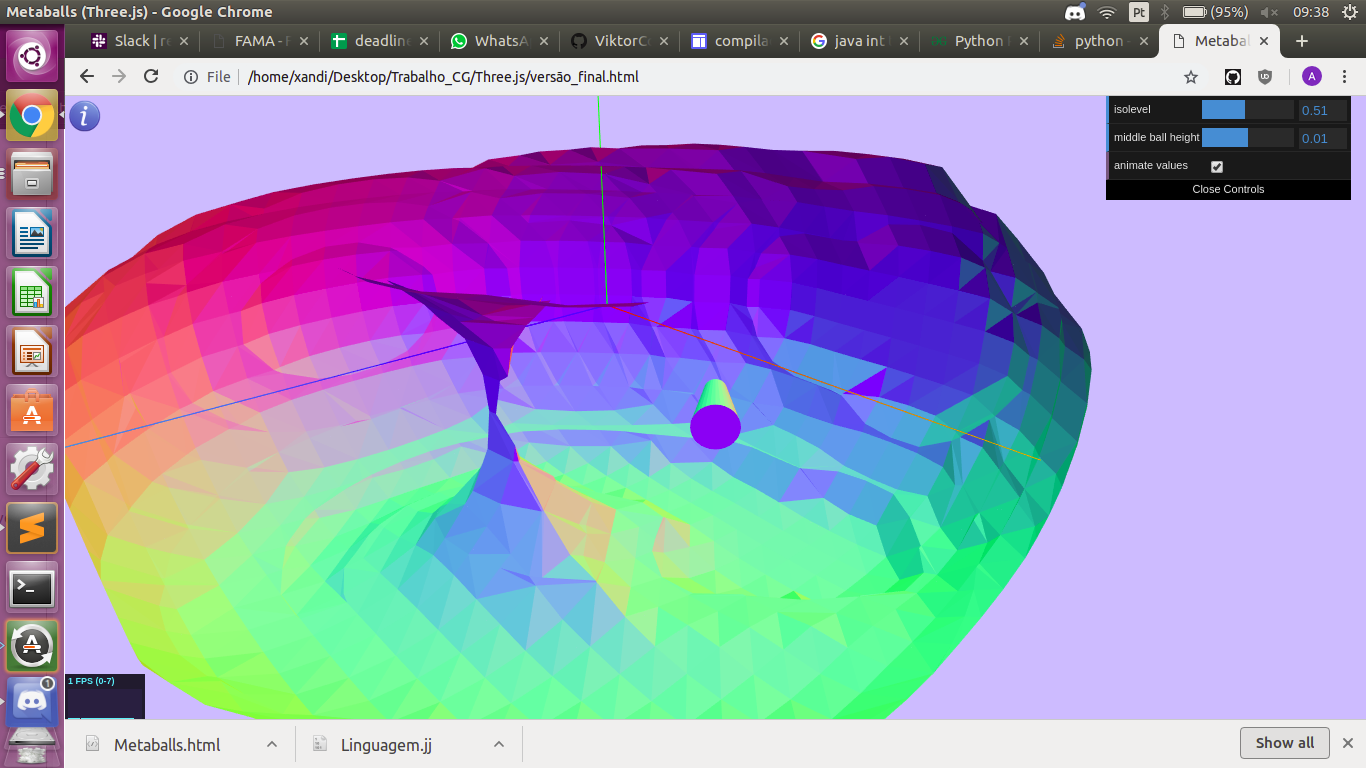 Metaballs (Three.js) - Google Chrome
Pt
(95%)
09:38
Slack | re
FAMA - F
deadline
WhatsA
ViktorCr
compila
java int
Python
python -
Metabal
File
/home/xandi/Desktop/Trabalho_CG/Three.js/versão_final.html
A
i
isolevel 0.51
middle ball height 0.01
animate values
Close Controls
1 FPS (0-7)
1
Metaballs.html
Linguagem.jj
Show all